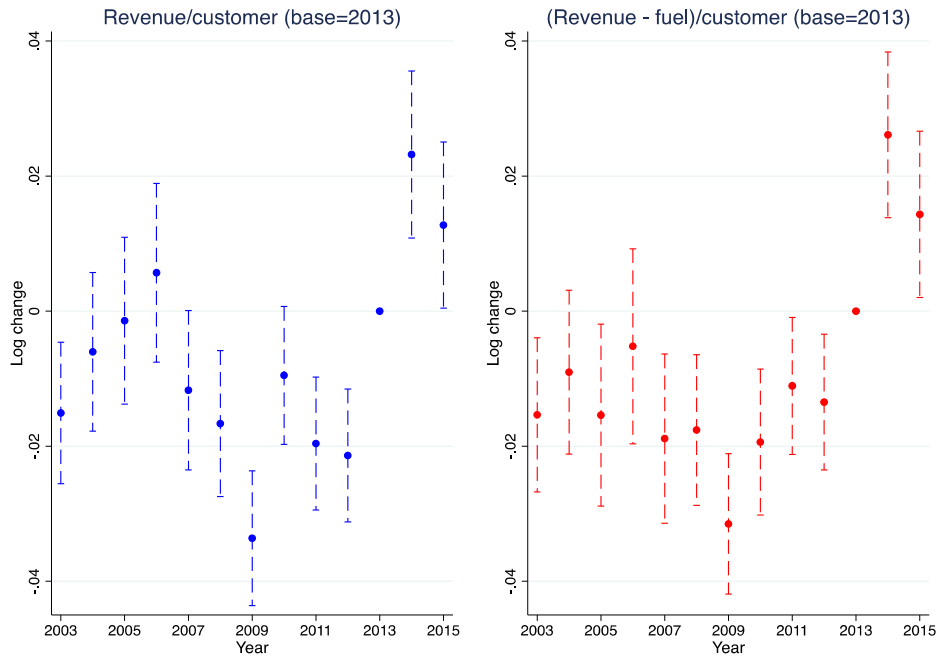 Revenue/customer (base=2013)
Log change
.04
.02
0
-.02
-.04
2003 2005 2007 2009 2011 2013 2015
Year
(Revenue - fuel)/customer (base=2013)
Log change
.04
.02
0
-.02
-.04
2003 2005 2007 2009 2011 2013 2015
Year